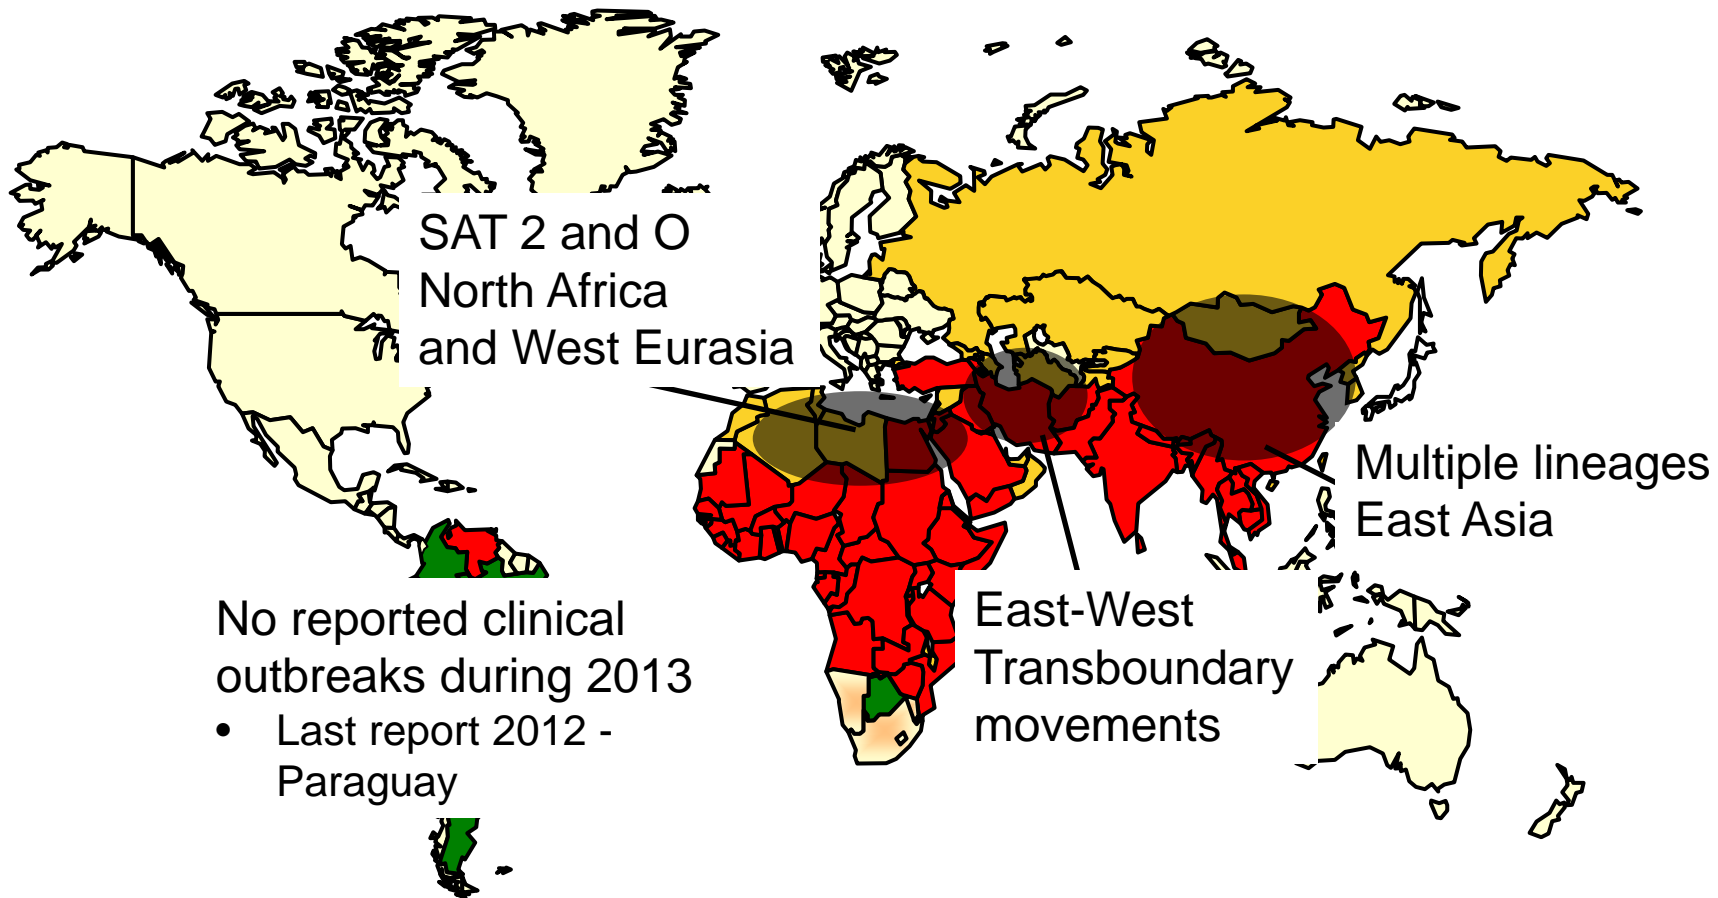 SAT 2 and O
North Africa
and West Eurasia
Multiple lineages
East Asia
East-West
Transboundary
movements
No reported clinical
outbreaks during 2013
• Last report 2012 -
Paraguay